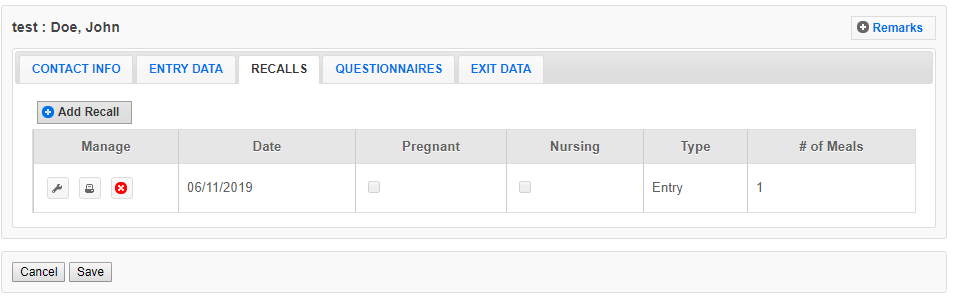 test : Doe, John
Remarks
CONTACT INFO ENTRY DATA RECALLS QUESTIONNAIRES EXIT DATA
Add Recall
Manage Date Pregnant Nursing Type # of Meals
06/11/2019 Entry 1
Cancel Save